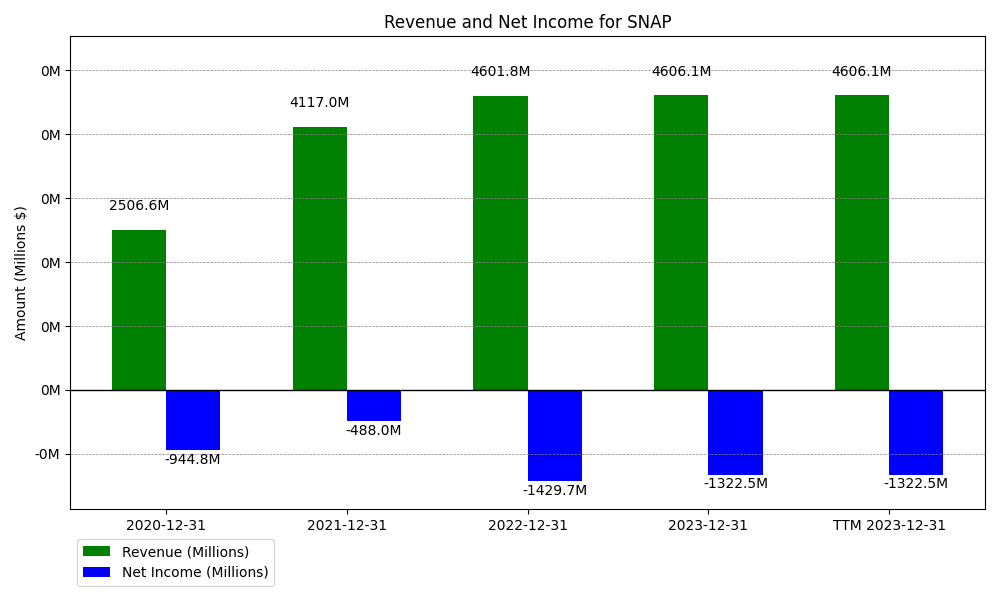 Revenue and Net Income for SNAP
Amount (Millions $)
0M
0M
0M
0M
0M
0M
-0M
2506.6M
4117.0M
4601.8M
4606.1M
4606.1M
-944.8M
-488.0M
-1429.7M
-1322.5M
-1322.5M
2020-12-31
2021-12-31
2022-12-31
2023-12-31
TTM 2023-12-31
Revenue (Millions)
Net Income (Millions)